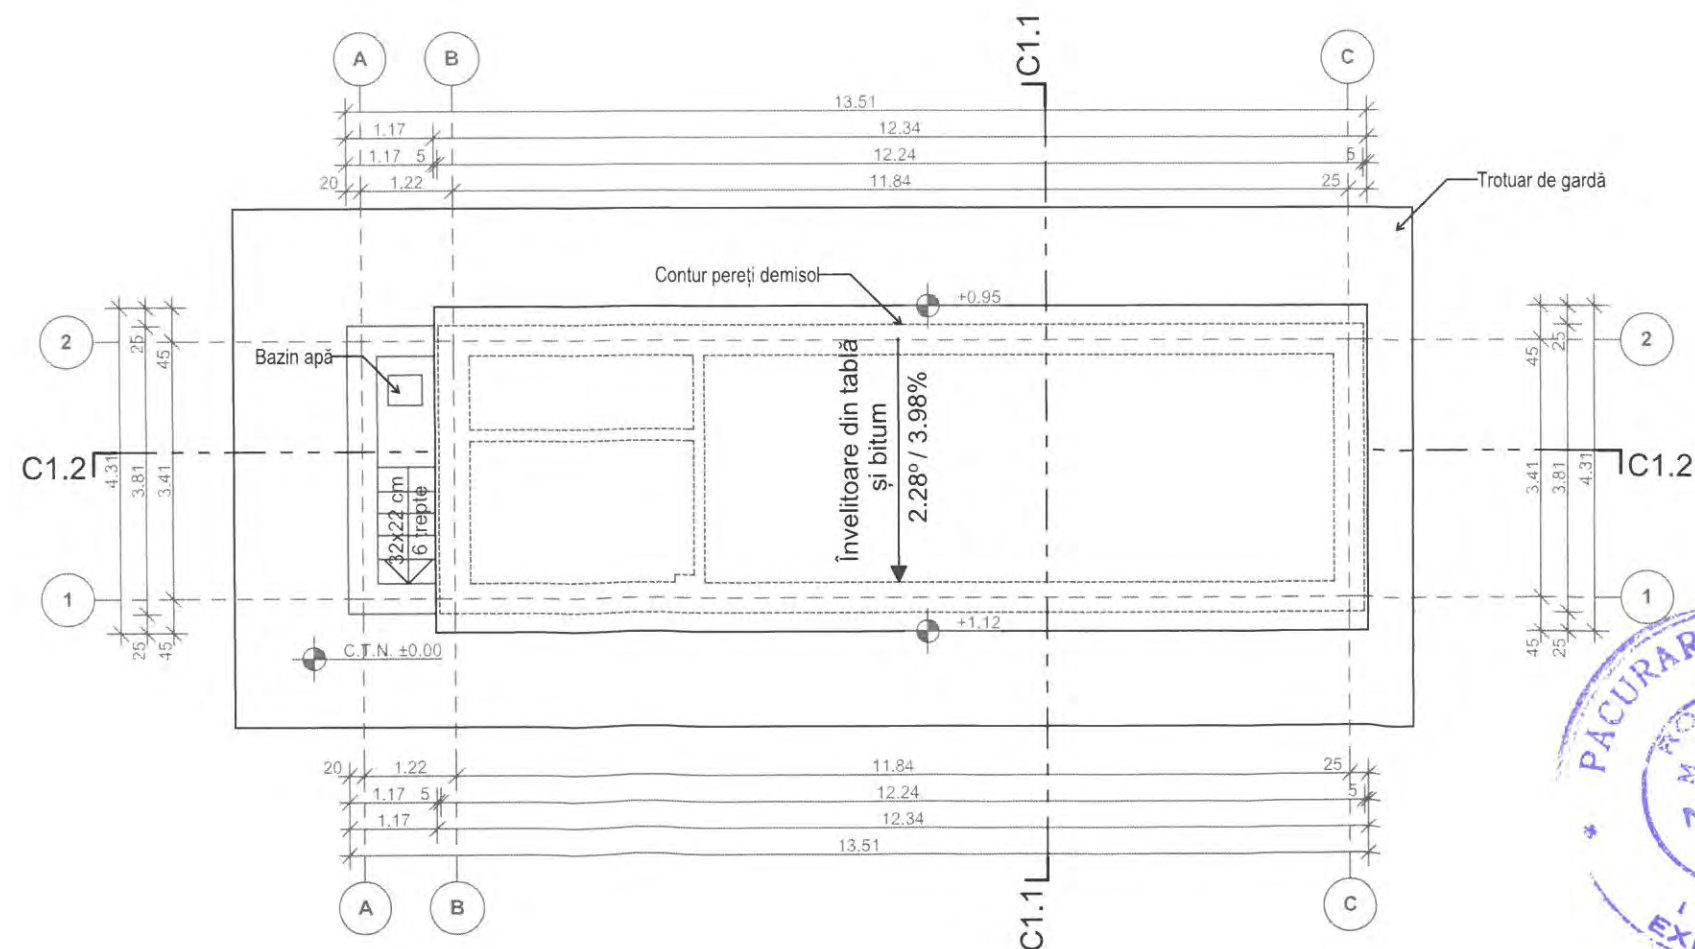 C1.1
A
B
C
13.51
1.17
12.34
1.17
5
12.24
5
20
1.22
11.84
25
Trotuar de gardă
Contur pereți demisol
+0.95
2
25
45
Bazin apă
Învelitoare din tablă
și bitum
2.28º / 3.98%
45
25
2
C1.2
4.31
3.81
3.41
32x22 cm
6 trepte
3.41
3.81
4.31
C1.2
1
25
45
+1.12
C.T.N. ±0.00
45
25
1
20
1.22
11.84
25
1.17
5
12.24
5
1.17
12.34
13.51
A
B
C
C1.1
* PACURAR